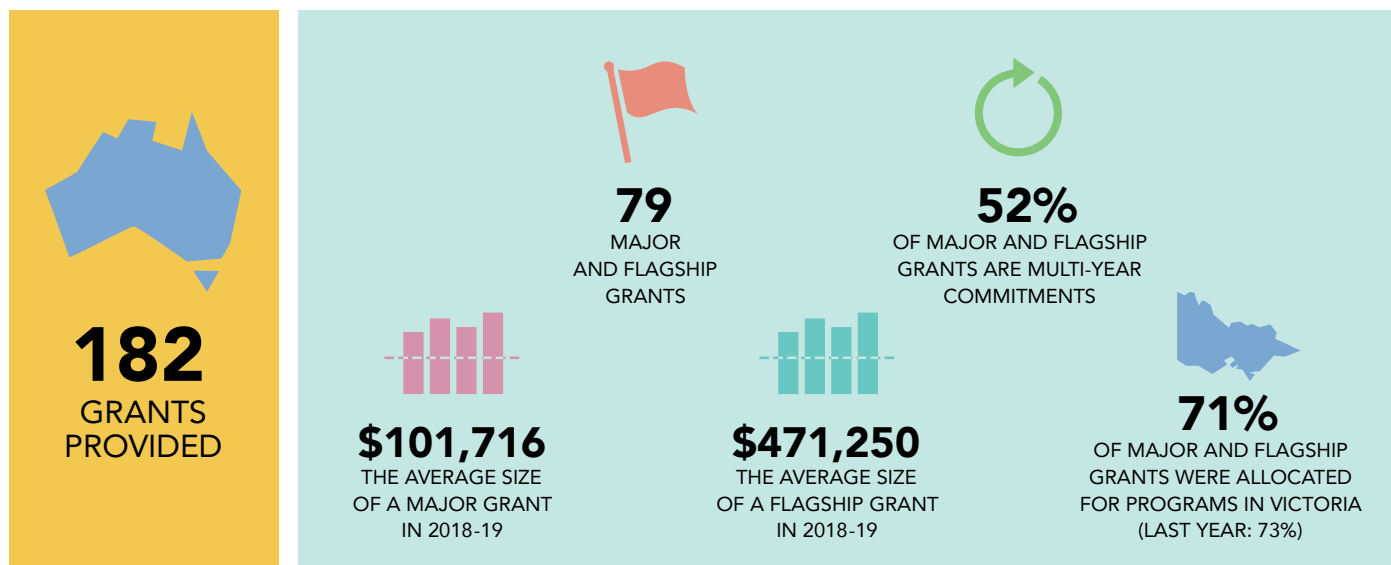 182
GRANTS
PROVIDED
79
MAJOR
AND FLAGSHIP
GRANTS
52%
OF MAJOR AND FLAGSHIP
GRANTS ARE MULTI-YEAR
COMMITMENTS
$101,716
THE AVERAGE SIZE
OF A MAJOR GRANT
IN 2018-19
$471,250
THE AVERAGE SIZE
OF A FLAGSHIP GRANT
IN 2018-19
71%
OF MAJOR AND FLAGSHIP
GRANTS WERE ALLOCATED
FOR PROGRAMS IN VICTORIA
(LAST YEAR: 73%)